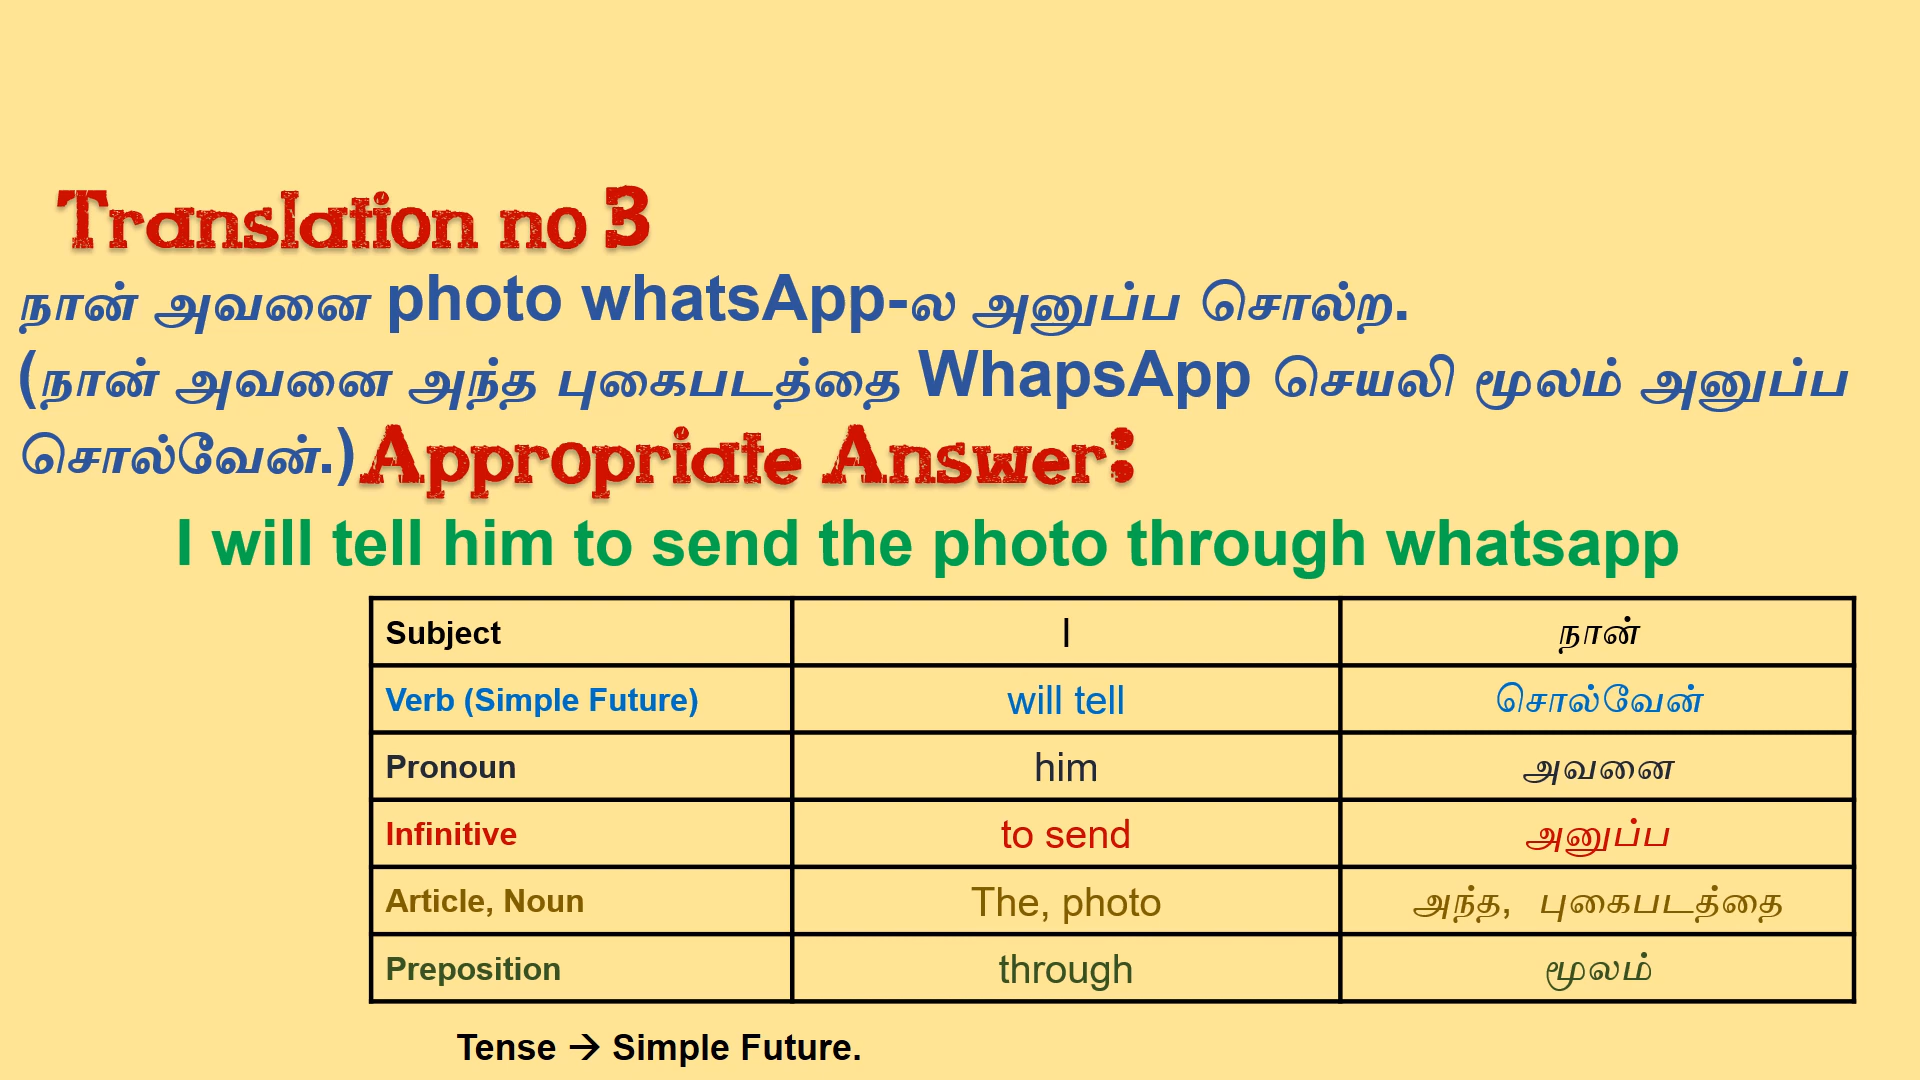 Translation no 3
நான் அவனை photo whatsApp-ல அனுப்ப சொல்ற.
(நான் அவனை அந்த புகைபடத்தை WhapsApp செயலி மூலம் அனுப்ப
சொல்வேன்.) Appropriate Answer:
I will tell him to send the photo through whatsapp
Subject I நான்
Verb (Simple Future) will tell சொல்வேன்
Pronoun him அவனை
Infinitive to send அனுப்ப
Article, Noun The, photo அந்த, புகைபடத்தை
Preposition through மூலம்
Tense → Simple Future.